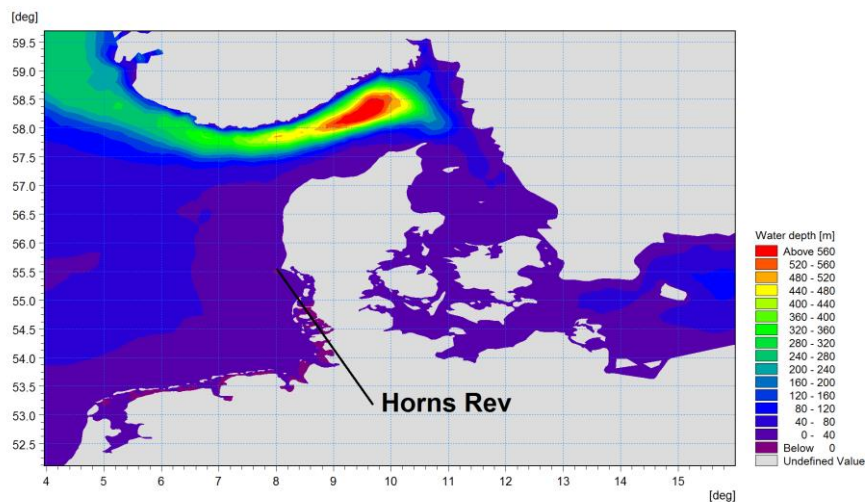 [deg]
59.5
59.0
58.5
58.0
57.5
57.0
56.5
56.0
55.5
55.0
54.5
54.0
53.5
53.0
52.5
Horns Rev
4 5 6 7 8 9 10 11 12 13 14 15
[deg]
Water depth [m]
Above 560
520 - 560
480 - 520
440 - 480
400 - 440
360 - 400
320 - 360
280 - 320
240 - 280
200 - 240
160 - 200
120 - 160
80 - 120
40 - 80
0 - 40
Below 0
Undefined Value